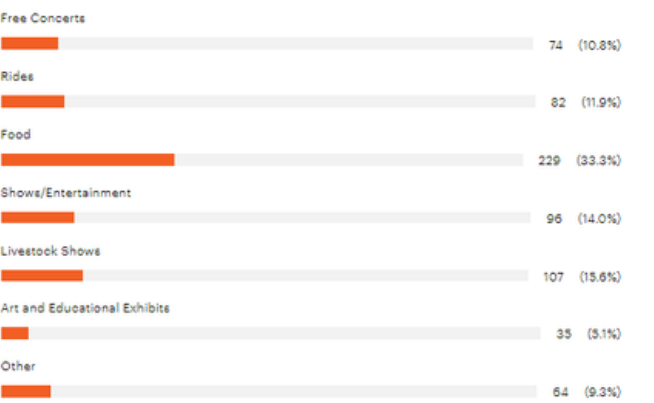 Free Concerts
74 (10.8%)
Rides
82 (11.9%)
Food
229 (33.3%)
Shows/Entertainment
96 (14.0%)
Livestock Shows
107 (15.6%)
Art and Educational Exhibits
35 (5.1%)
Other
64 (9.3%)